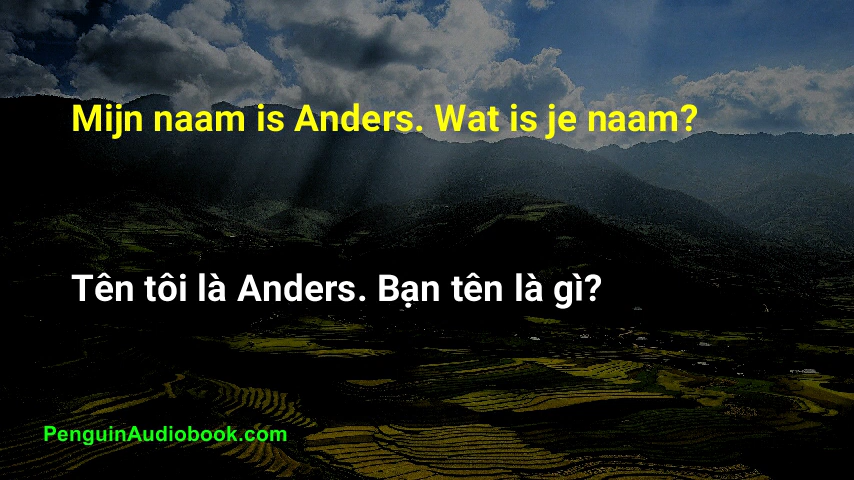 Mijn naam is Anders. Wat is je naam?
Tên tôi là Anders. Bạn tên là gì?
PenguinAudiobook.com